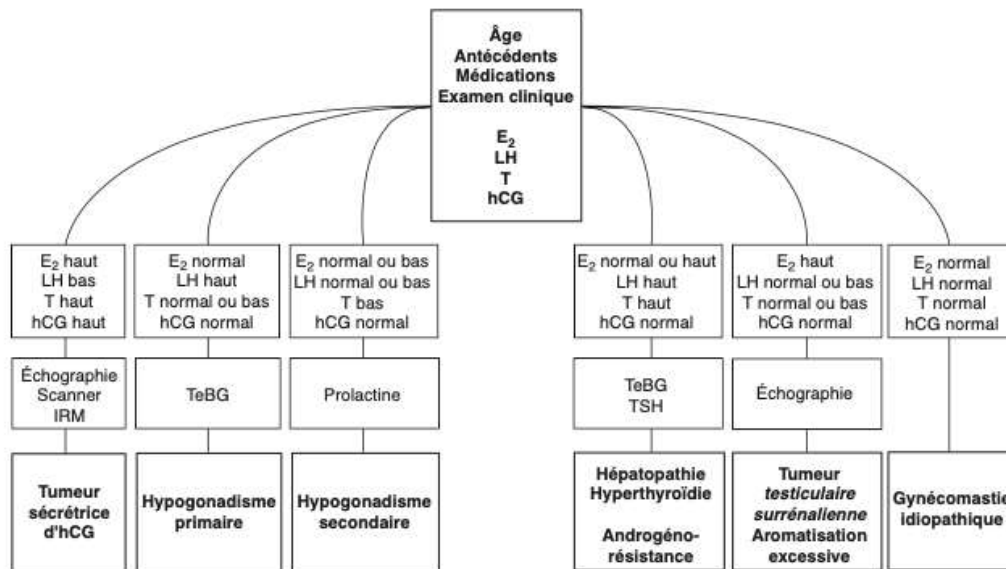 Âge
Antécédents
Médications
Examen clinique
E₂
LH
T
hCG
E₂ haut
LH bas
T haut
hCG haut
E₂ normal
LH haut
T normal ou bas
hCG normal
E₂ normal ou bas
LH normal ou bas
T bas
hCG normal
E₂ normal ou haut
LH haut
T haut
hCG normal
E₂ haut
LH normal ou bas
T normal ou bas
hCG normal
E₂ normal
LH normal
T normal
hCG normal
Échographie
Scanner
IRM
TeBG
Prolactine
TeBG
TSH
Échographie
Tumeur
sécrétrice
d'hCG
Hypogonadisme
primaire
Hypogonadisme
secondaire
Hépatopathie
Hyperthyroïdie
Androgéno-
résistance
Tumeur
testiculaire
surrénalienne
Aromatisation
excessive
Gynécomastie
idiopathique